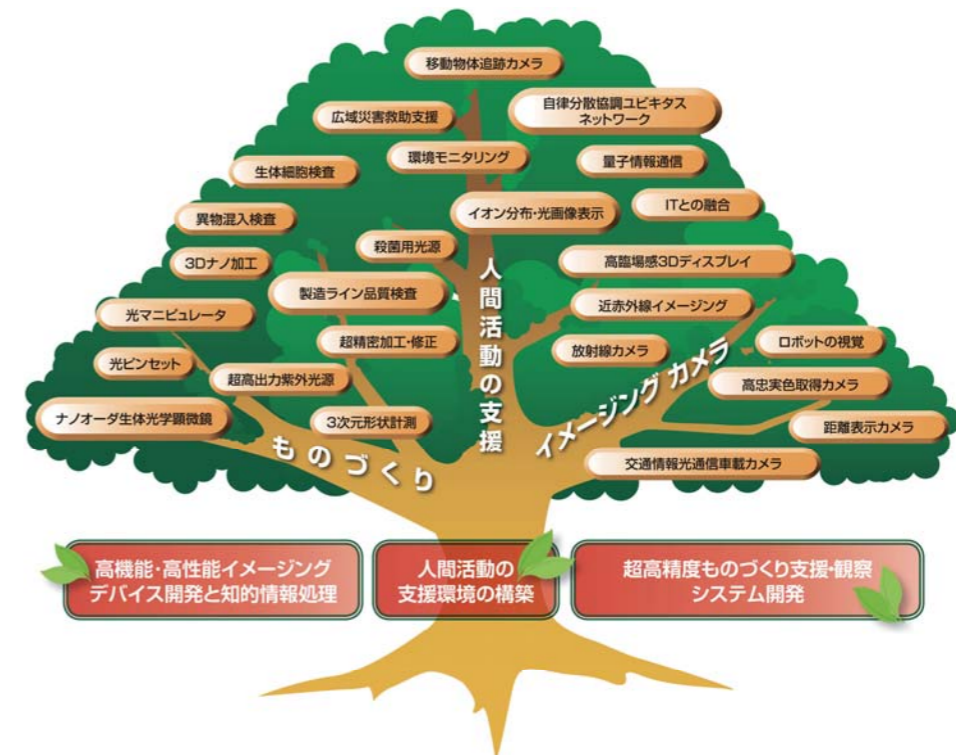 移動物体追跡カメラ
自律分散協調ユビキタス
ネットワーク
広域災害救助支援
環境モニタリング
量子情報通信
生体細胞検査
ITとの融合
異物混入検査
イオン分布・光画像表示
殺菌用光源
3Dナノ加工
高臨場感3Dディスプレイ
製造ライン品質検査
近赤外線イメージング
光マニピュレータ
超精密加工・修正
放射線カメラ
ロボットの視覚
光ピンセット
超高出力紫外光源
高忠実色取得カメラ
ナノオーダ生体光学顕微鏡
3次元形状計測
距離表示カメラ
交通情報光通信車載カメラ
ものづくり
人間活動の支援
イメージング カメラ
高機能・高性能イメージング
デバイス開発と知的情報処理
人間活動の
支援環境の構築
超高精度ものづくり支援・観察
システム開発